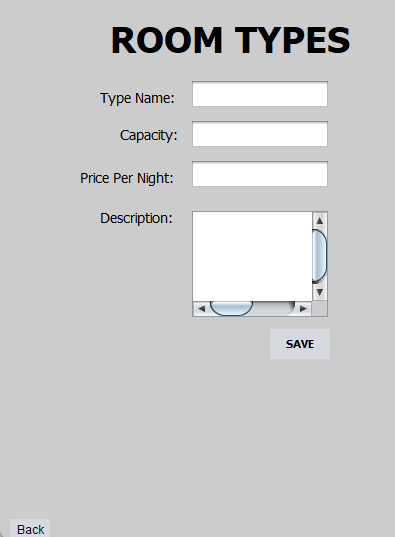 ROOM TYPES
Type Name:
Capacity:
Price Per Night:
Description:
SAVE
Back